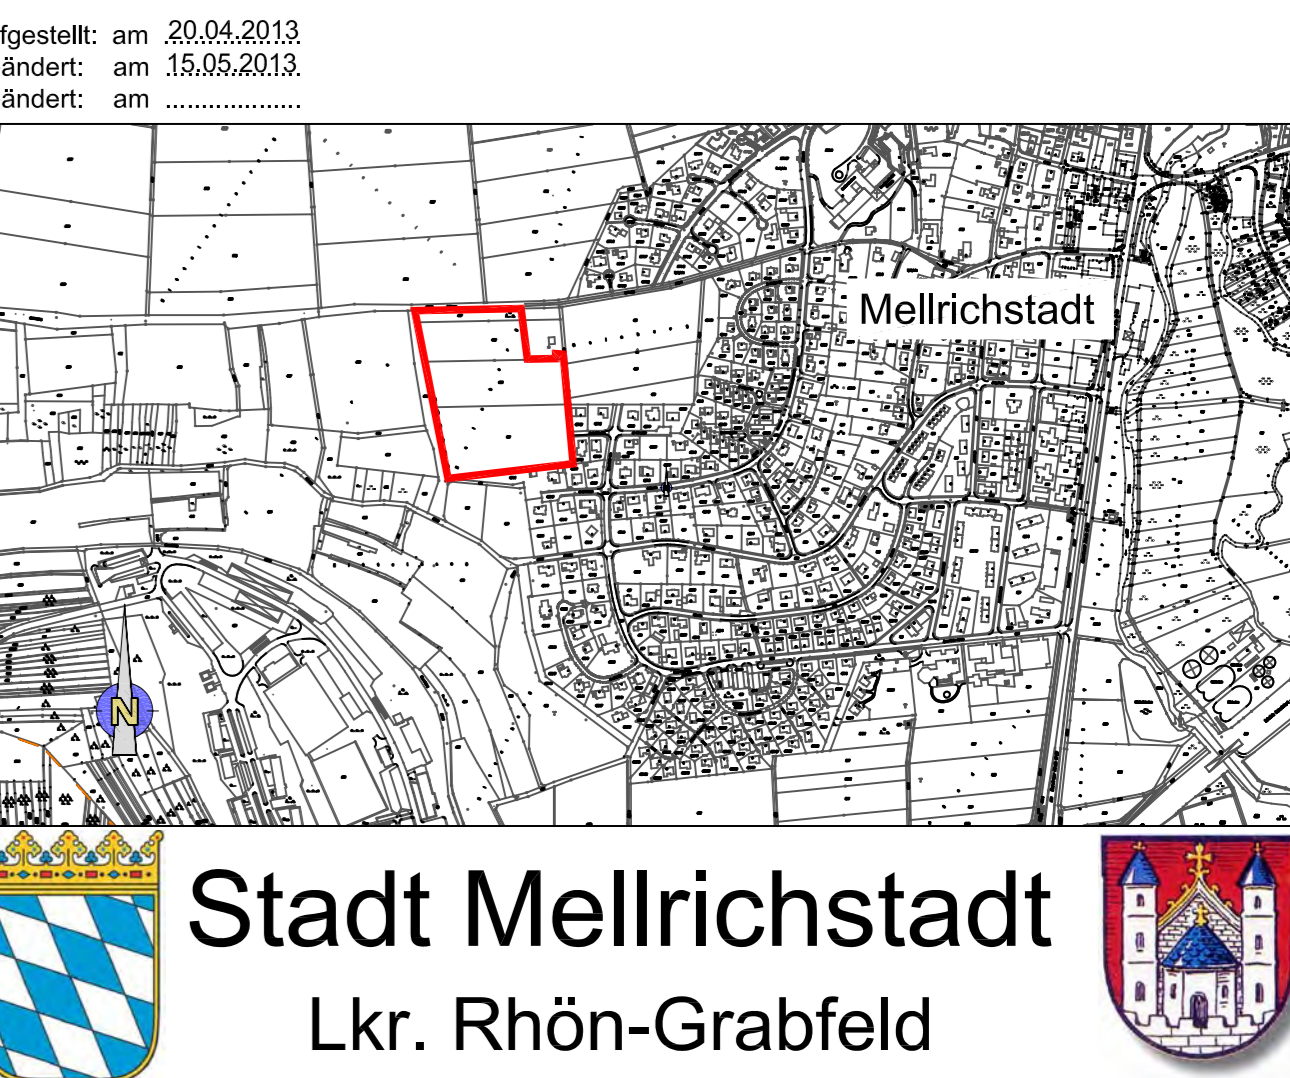 fgestellt: am 20.04.2013
ändert: am 15.05.2013
ändert: am ...................
Mellrichstadt
N
Stadt Mellrichstadt
Lkr. Rhön-Grabfeld